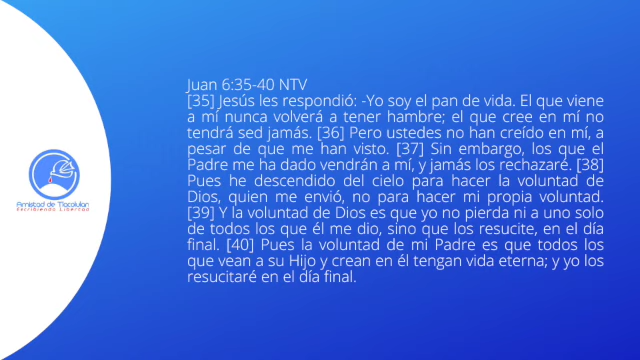 Juan 6:35-40 NTV
[35] Jesús les respondió: -Yo soy el pan de vida. El que viene
a mí nunca volverá a tener hambre; el que cree en mí no
tendrá sed jamás. [36] Pero ustedes no han creído en mí, a
pesar de que me han visto. [37] Sin embargo, los que el
Padre me ha dado vendrán a mí, y jamás los rechazaré. [38]
Pues he descendido del cielo para hacer la voluntad de
Dios, quien me envió, no para hacer mi propia voluntad.
[39] Y la voluntad de Dios es que yo no pierda ni a uno solo
de todos los que él me dio, sino que los resucite, en el día
final. [40] Pues la voluntad de mi Padre es que todos los
que vean a su Hijo y crean en él tengan vida eterna; y yo los
resucitaré en el día final.
Amistad de Tlacolulan
Percibiendo Libertad